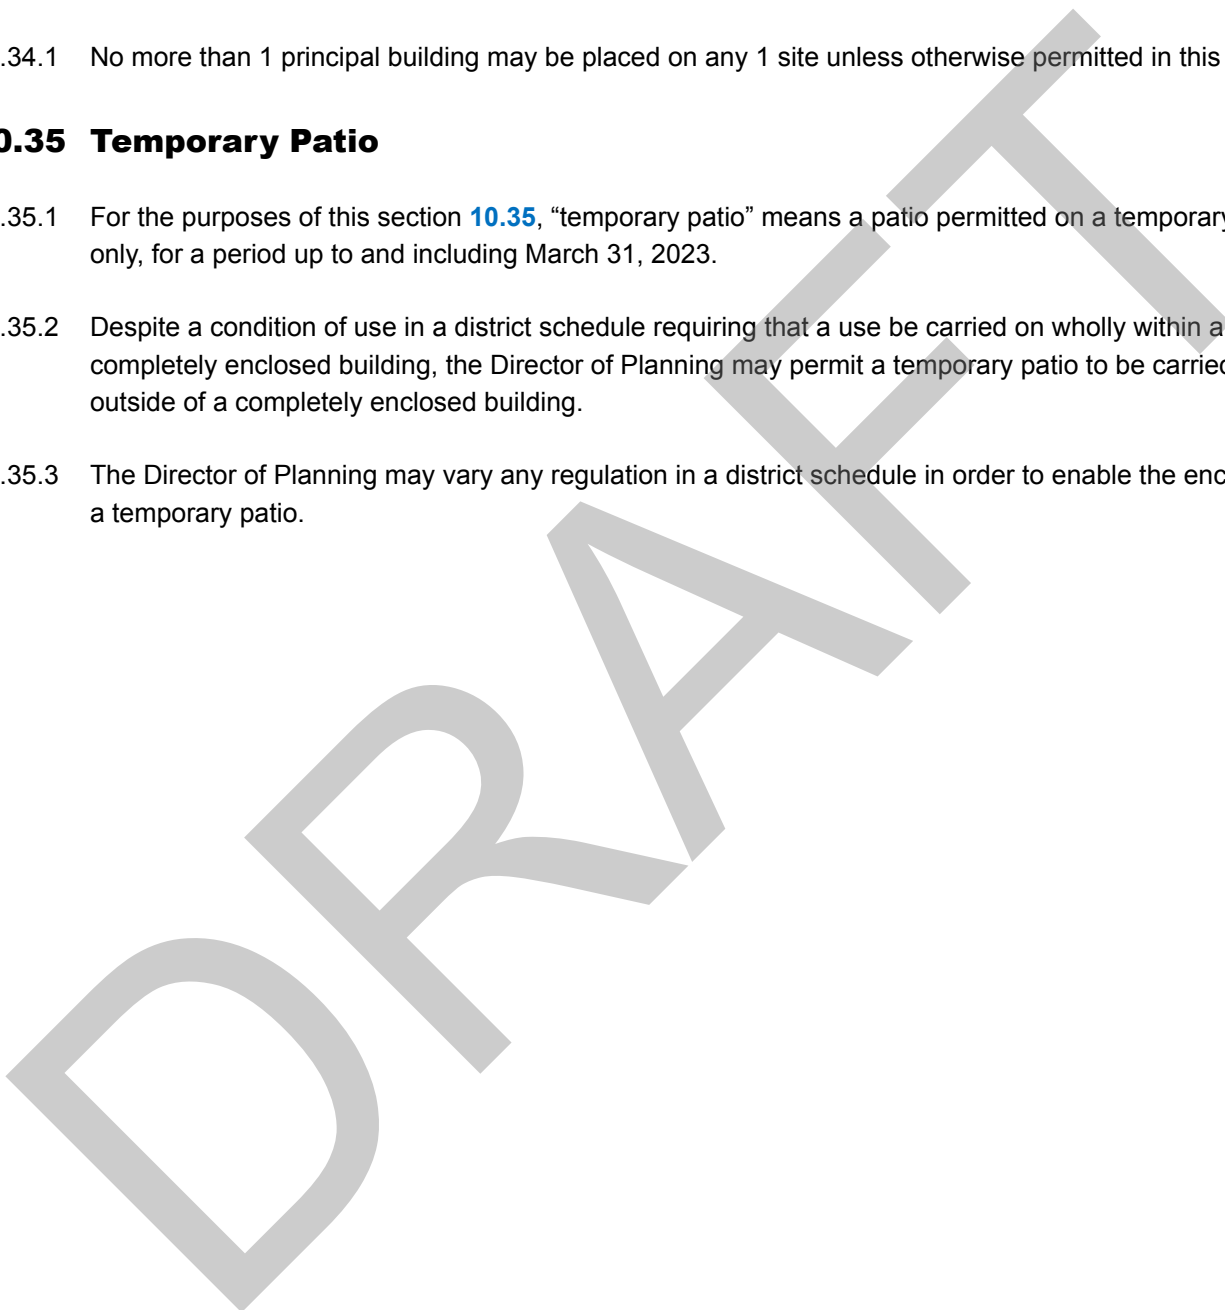 .34.1 No more than 1 principal building may be placed on any 1 site unless otherwise permitted in this
0.35 Temporary Patio
.35.1 For the purposes of this section 10.35, “temporary patio” means a patio permitted on a temporary
only, for a period up to and including March 31, 2023.
.35.2 Despite a condition of use in a district schedule requiring that a use be carried on wholly within a
completely enclosed building, the Director of Planning may permit a temporary patio to be carried
outside of a completely enclosed building.
.35.3 The Director of Planning may vary any regulation in a district schedule in order to enable the enc
a temporary patio.
DRAFT